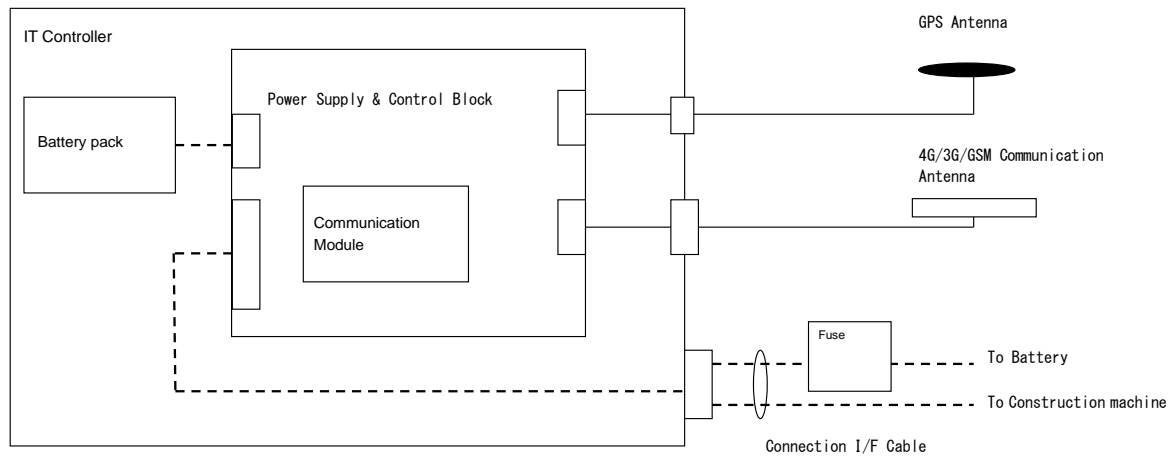 GPS Antenna
IT Controller
Power Supply & Control Block
Battery pack
4G/3G/GSM Communication
Antenna
Communication
Module
Fuse
To Battery
To Construction machine
Connection I/F Cable